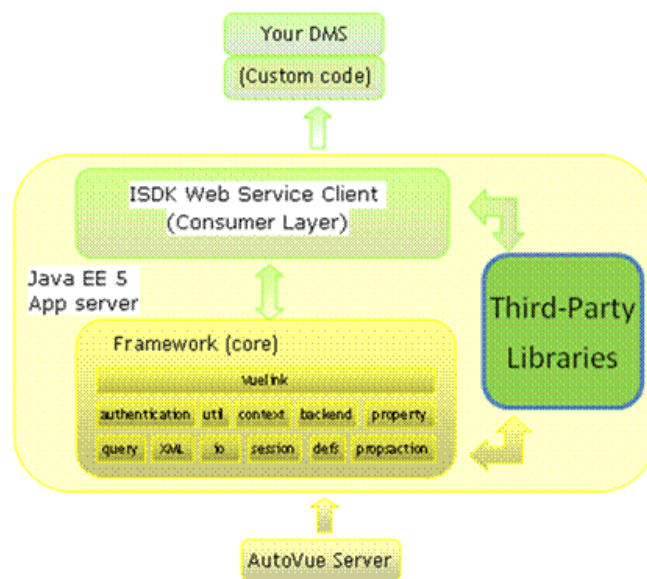 Your DMS
(Custom code)
ISDK Web Service Client
(Consumer Layer)
Java EE 5
App server
Third-Party
Libraries
Framework (core)
Vuelink
authentication util context backend property
query XML io session defs propsaction
AutoVue Server